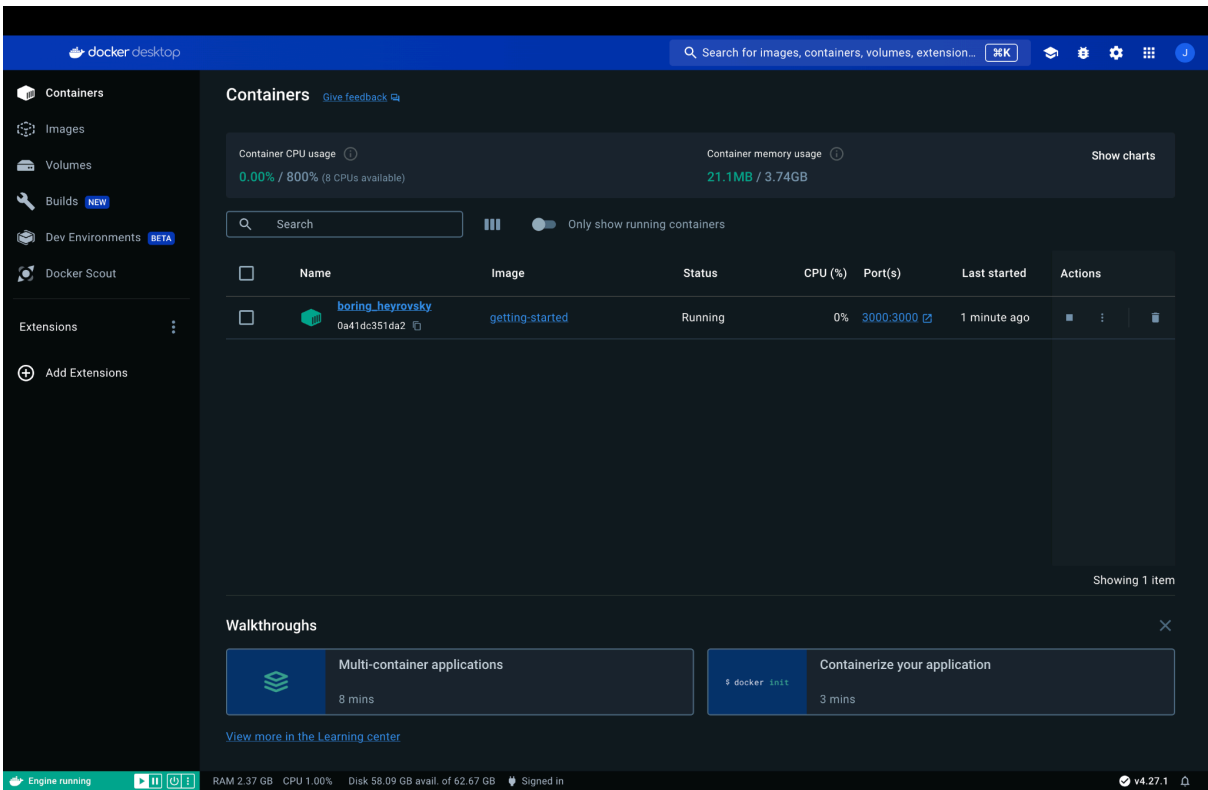 docker desktop
Search for images, containers, volumes, extension... ⌘K
J
Containers
Images
Volumes
Builds NEW
Dev Environments BETA
Docker Scout
Extensions
Add Extensions
Containers Give feedback
Container CPU usage
0.00% / 800% (8 CPUs available)
Container memory usage
21.1MB / 3.74GB
Show charts
Search
Only show running containers
Name Image Status CPU (%) Port(s) Last started Actions
boring_heyrovsky
0a41dc351da2
getting-started Running 0% 3000:3000 1 minute ago
Showing 1 item
Walkthroughs
Multi-container applications
8 mins
$ docker init
Containerize your application
3 mins
View more in the Learning center
Engine running
RAM 2.37 GB CPU 1.00% Disk 58.09 GB avail. of 62.67 GB Signed in
v4.27.1